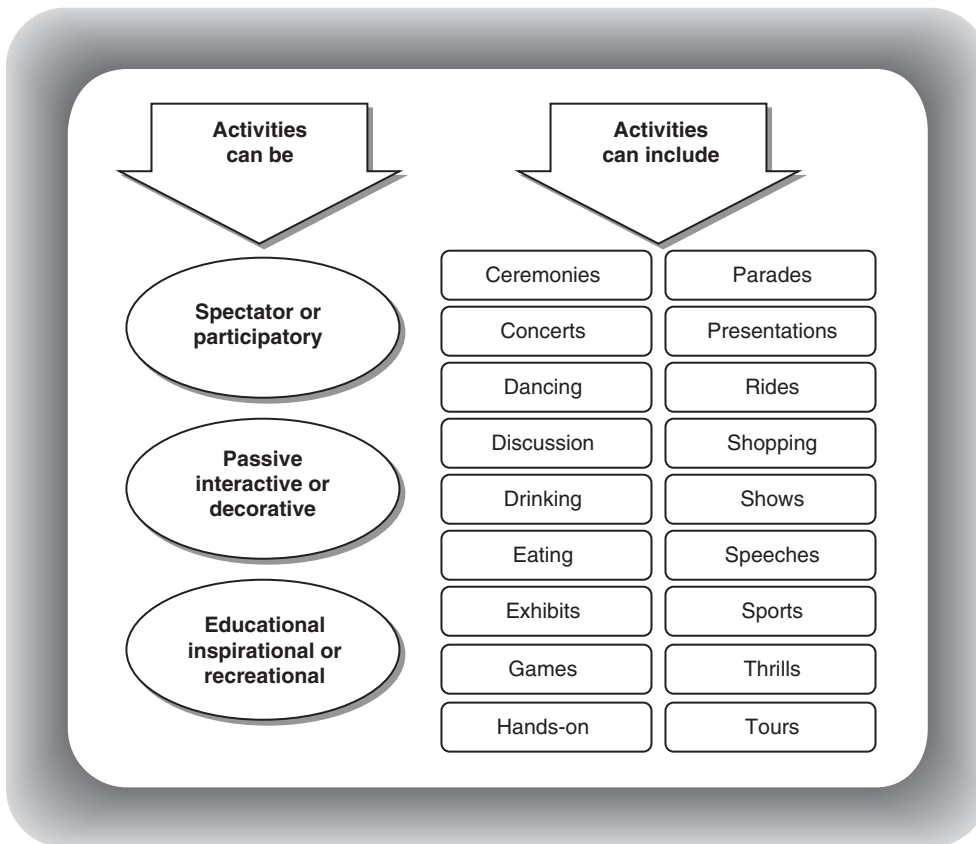 Activities
can be
Spectator or
participatory
Passive
interactive or
decorative
Educational
inspirational or
recreational
Activities
can include
Ceremonies
Parades
Concerts
Presentations
Dancing
Rides
Discussion
Shopping
Drinking
Shows
Eating
Speeches
Exhibits
Sports
Games
Thrills
Hands-on
Tours